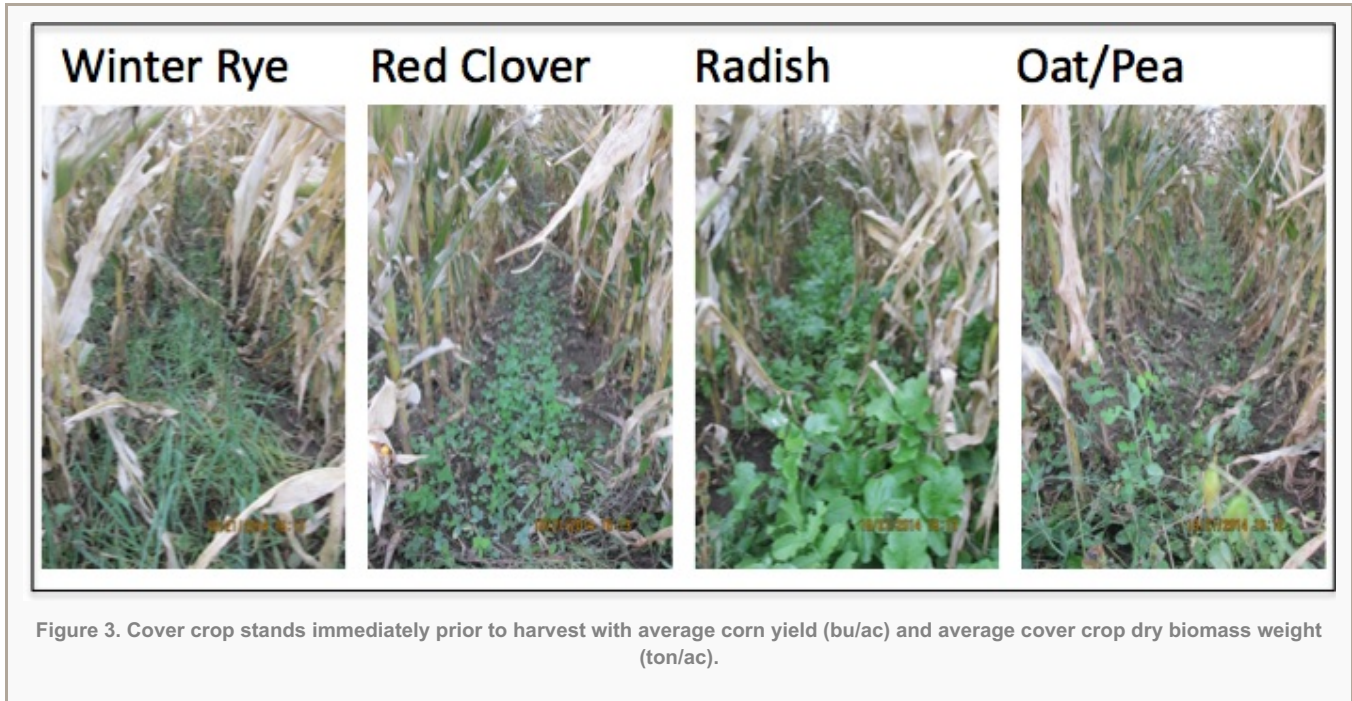 Winter Rye
Red Clover
Radish
Oat/Pea
Figure 3. Cover crop stands immediately prior to harvest with average corn yield (bu/ac) and average cover crop dry biomass weight
(ton/ac).